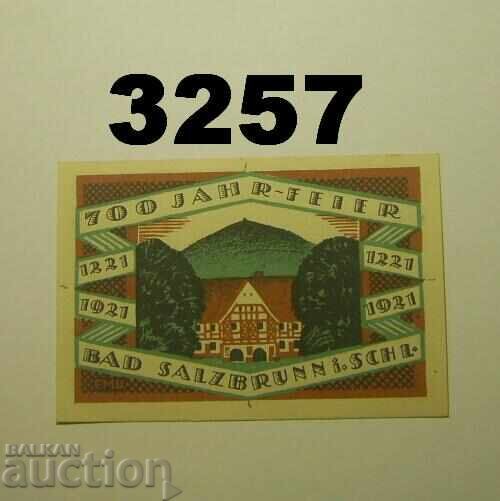 3257
700 JAHR-FEIER
1221 1221
1921 1921
BAD SALZBRUNN i. SCHL.
BALKAN
auction